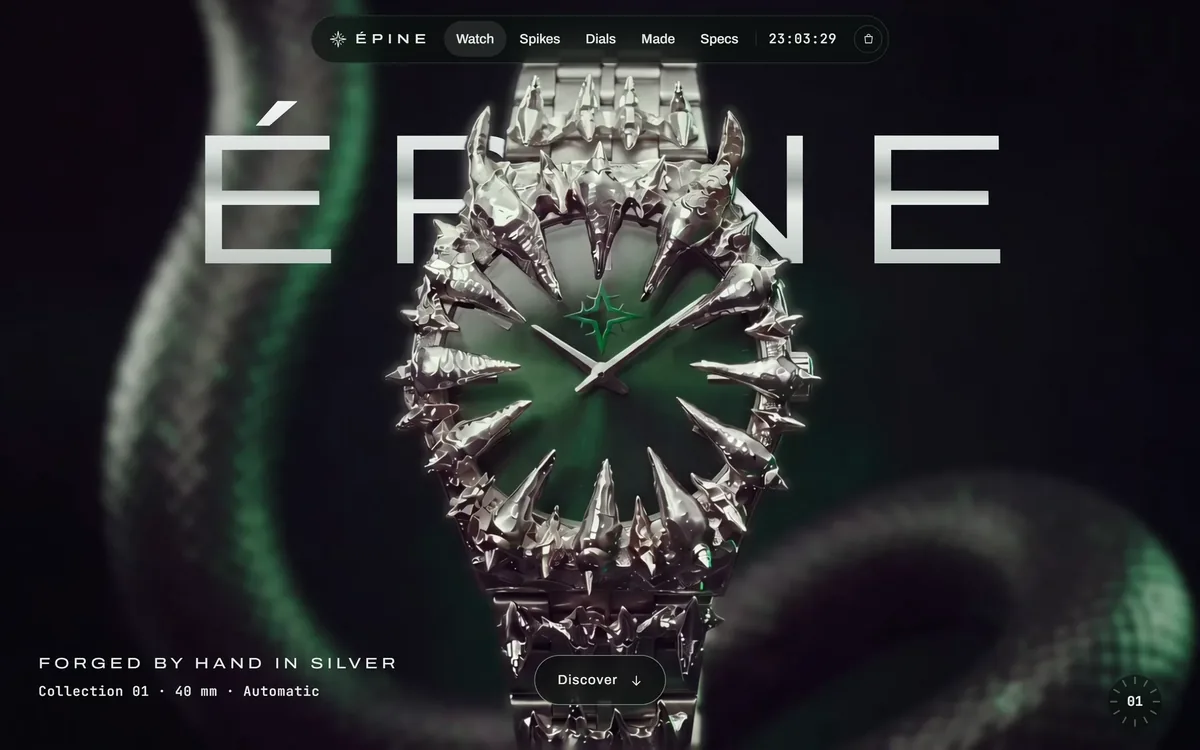 ÉPINE Watch Spikes Dials Made Specs 23:03:29
ÉPINE
FORGED BY HAND IN SILVER
Collection 01 · 40 mm · Automatic
Discover ↓
01